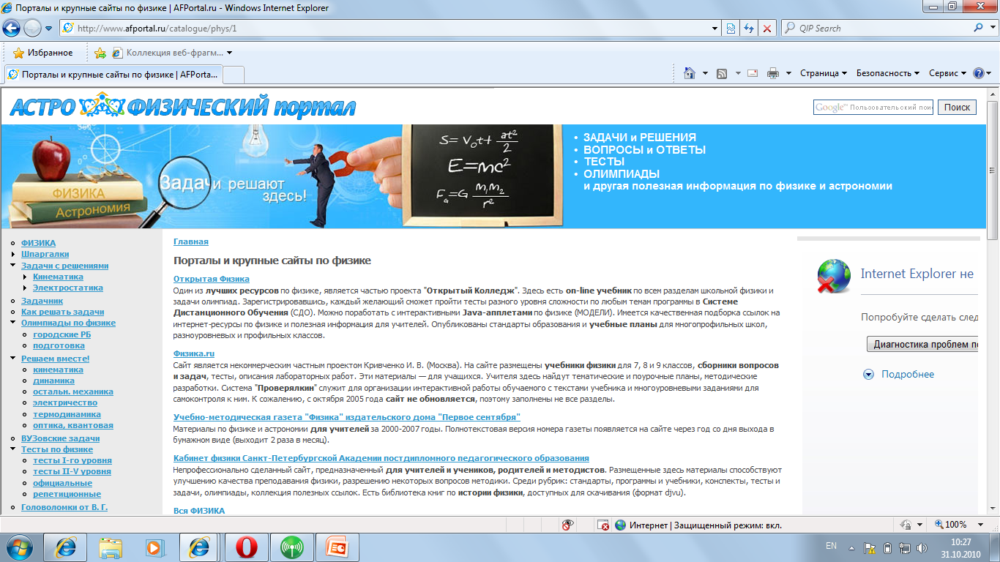 Порталы и крупные сайты по физике | AFPortal.ru - Windows Internet Explorer
http://www.afportal.ru/catalogue/phys/1
QIP Search
Избранное
Коллекция веб-фрагм...
Порталы и крупные сайты по физике | AFPorta...
Страница
Безопасность
Сервис
АСТРО ФИЗИЧЕСКИЙ портал
Google™ Пользовательский пои
Поиск
ФИЗИКА
Астрономия
Задачи решают
здесь!
S= V₀t+ at²/2
E=mc²
F_G=G m₁m₂/r²
• ЗАДАЧИ и РЕШЕНИЯ
• ВОПРОСЫ и ОТВЕТЫ
• ТЕСТЫ
• ОЛИМПИАДЫ
и другая полезная информация по физике и астрономии
ФИЗИКА
Шпаргалки
Задачи с решениями
Кинематика
Электростатика
Задачник
Как решать задачи
Олимпиады по физике
городские РБ
подготовка
Решаем вместе!
кинематика
динамика
остальн. механика
электричество
термодинамика
оптика, квантовая
ВУЗовские задачи
Тесты по физике
тесты I-го уровня
тесты II-V уровня
официальные
репетиционные
Головоломки от В. Г.
Главная
Порталы и крупные сайты по физике
Открытая Физика
Один из лучших ресурсов по физике, является частью проекта "Открытый Колледж". Здесь есть on-line учебник по всем разделам школьной физики и
задачи олимпиад. Зарегистрировавшись, каждый желающий сможет пройти тесты разного уровня сложности по любым темам программы в Системе
Дистанционного Обучения (СДО). Можно поработать с интерактивными Java-апплетами по физике (МОДЕЛИ). Имеется качественная подборка ссылок на
интернет-ресурсы по физике и полезная информация для учителей. Опубликованы стандарты образования и учебные планы для многопрофильных школ,
разноуровневых и профильных классов.
Физика.ru
Сайт является некоммерческим частным проектом Кривченко И. В. (Москва). На сайте размещены учебники физики для 7, 8 и 9 классов, сборники вопросов
и задач, тесты, описания лабораторных работ. Эти материалы — для учащихся. Учителя здесь найдут тематические и поурочные планы, методические
разработки. Система "Проверялкин" служит для организации интерактивной работы обучаемого с текстами учебника и многоуровневыми заданиями для
самоконтроля к ним. К сожалению, с октября 2005 года сайт не обновляется, поэтому заполнены не все разделы.
Учебно-методическая газета "Физика" издательского дома "Первое сентября"
Материалы по физике и астрономии для учителей за 2000-2007 годы. Полнотекстовая версия номера газеты появляется на сайте через год со дня выхода в
бумажном виде (выходит 2 раза в месяц).
Кабинет физики Санкт-Петербургской Академии постдипломного педагогического образования
Непрофессионально сделанный сайт, предназначенный для учителей и учеников, родителей и методистов. Размещенные здесь материалы способствуют
улучшению качества преподавания физики, разрешению некоторых вопросов методики. Среди рубрик: стандарты, программы и учебники, конспекты, тесты и
задачи, олимпиады, коллекция полезных ссылок. Есть библиотека книг по истории физики, доступных для скачивания (формат djvu).
Вся ФИЗИКА
Internet Explorer не
Попробуйте сделать след
Диагностика проблем по
Подробнее
Интернет | Защищенный режим: вкл.
100%
EN
10:27
31.10.2010